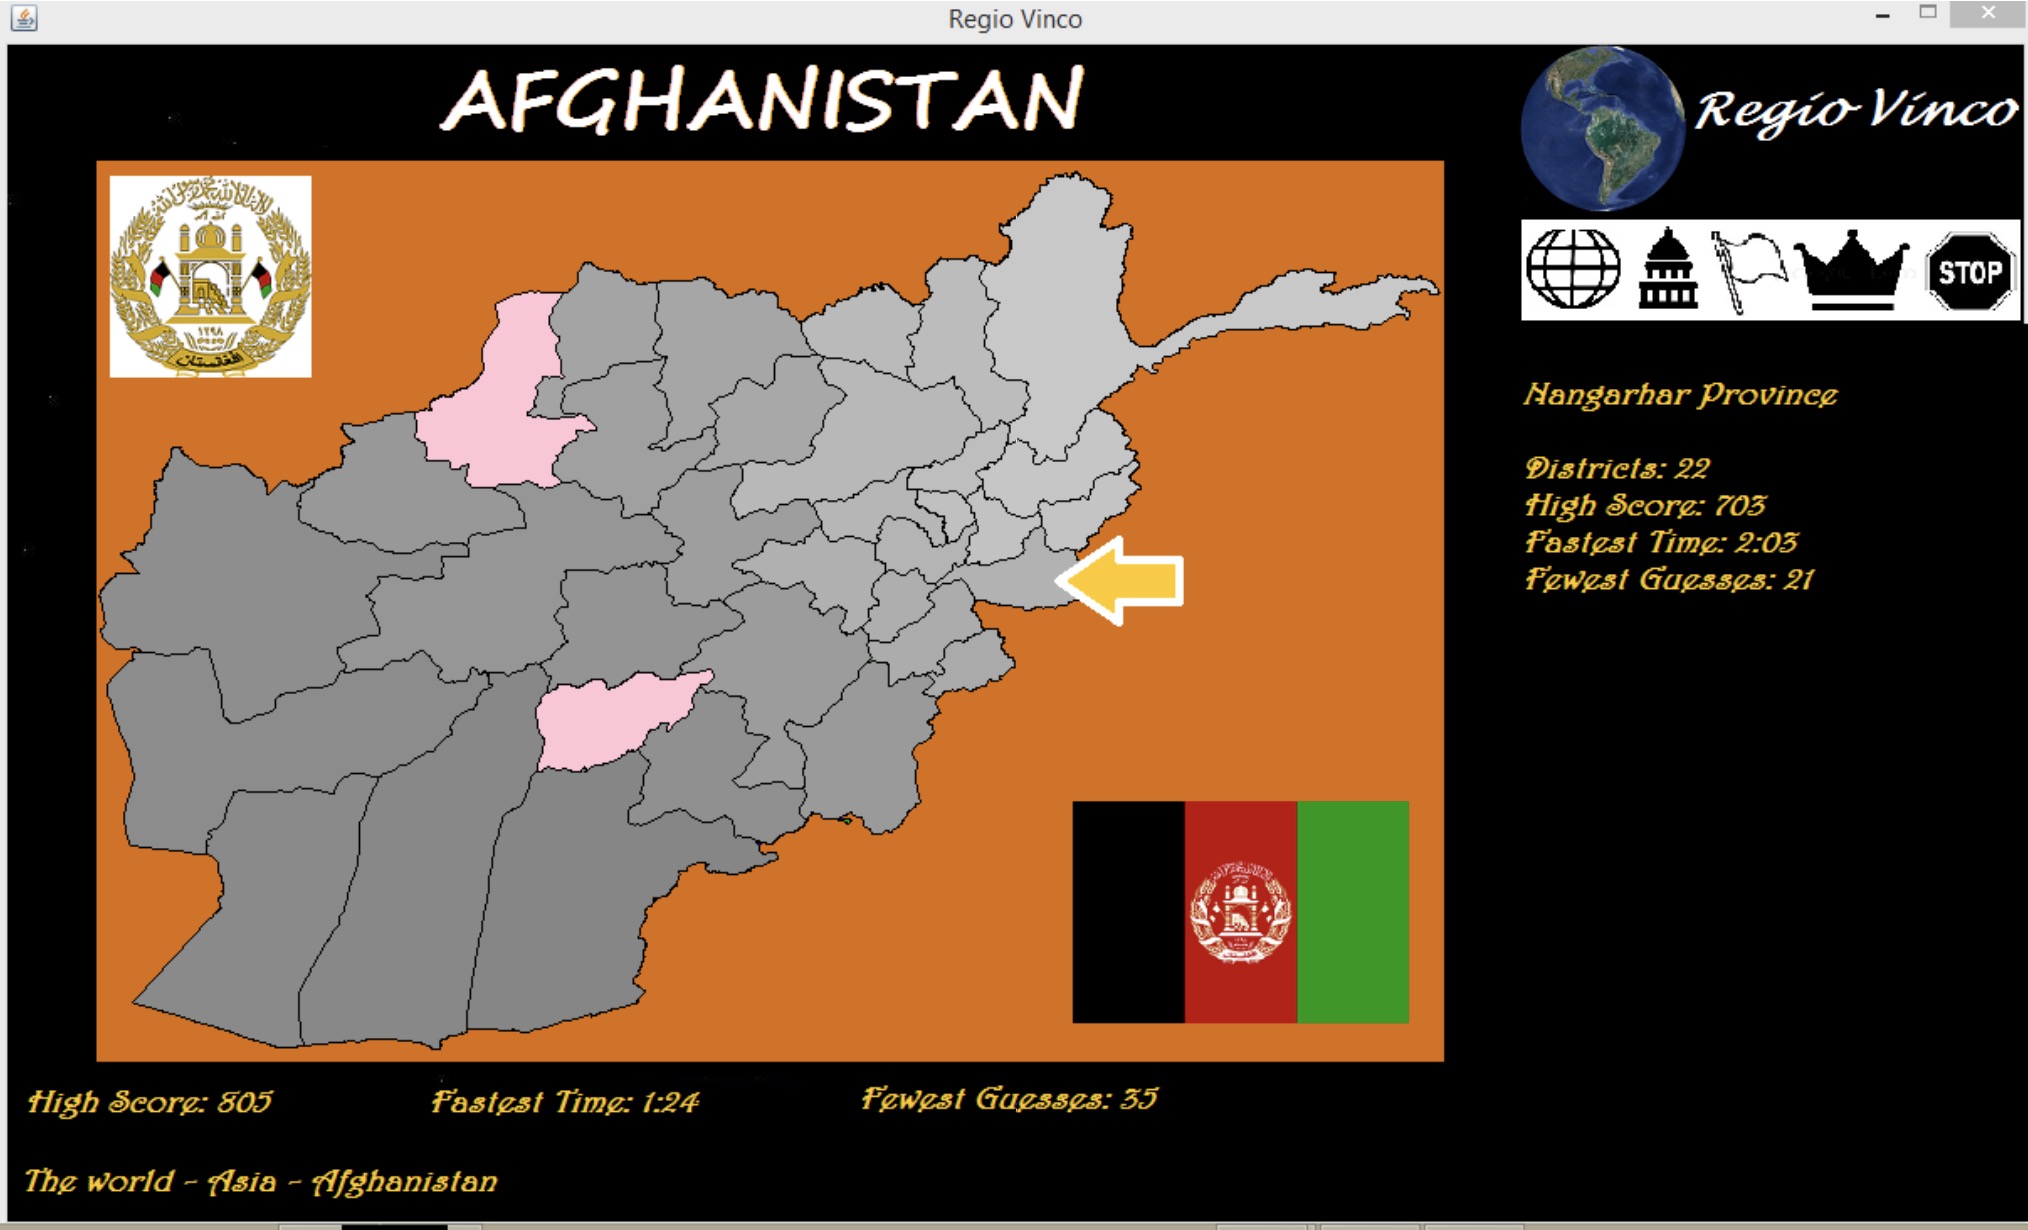 Regio Vinco
AFGHANISTAN
Regio Vinco
STOP
افغانستان
Nangarhar Province
Districts: 22
High Score: 703
Fastest Time: 2:03
Fewest Guesses: 21
High Score: 805
Fastest Time: 1:24
Fewest Guesses: 35
The world - Asia - Afghanistan